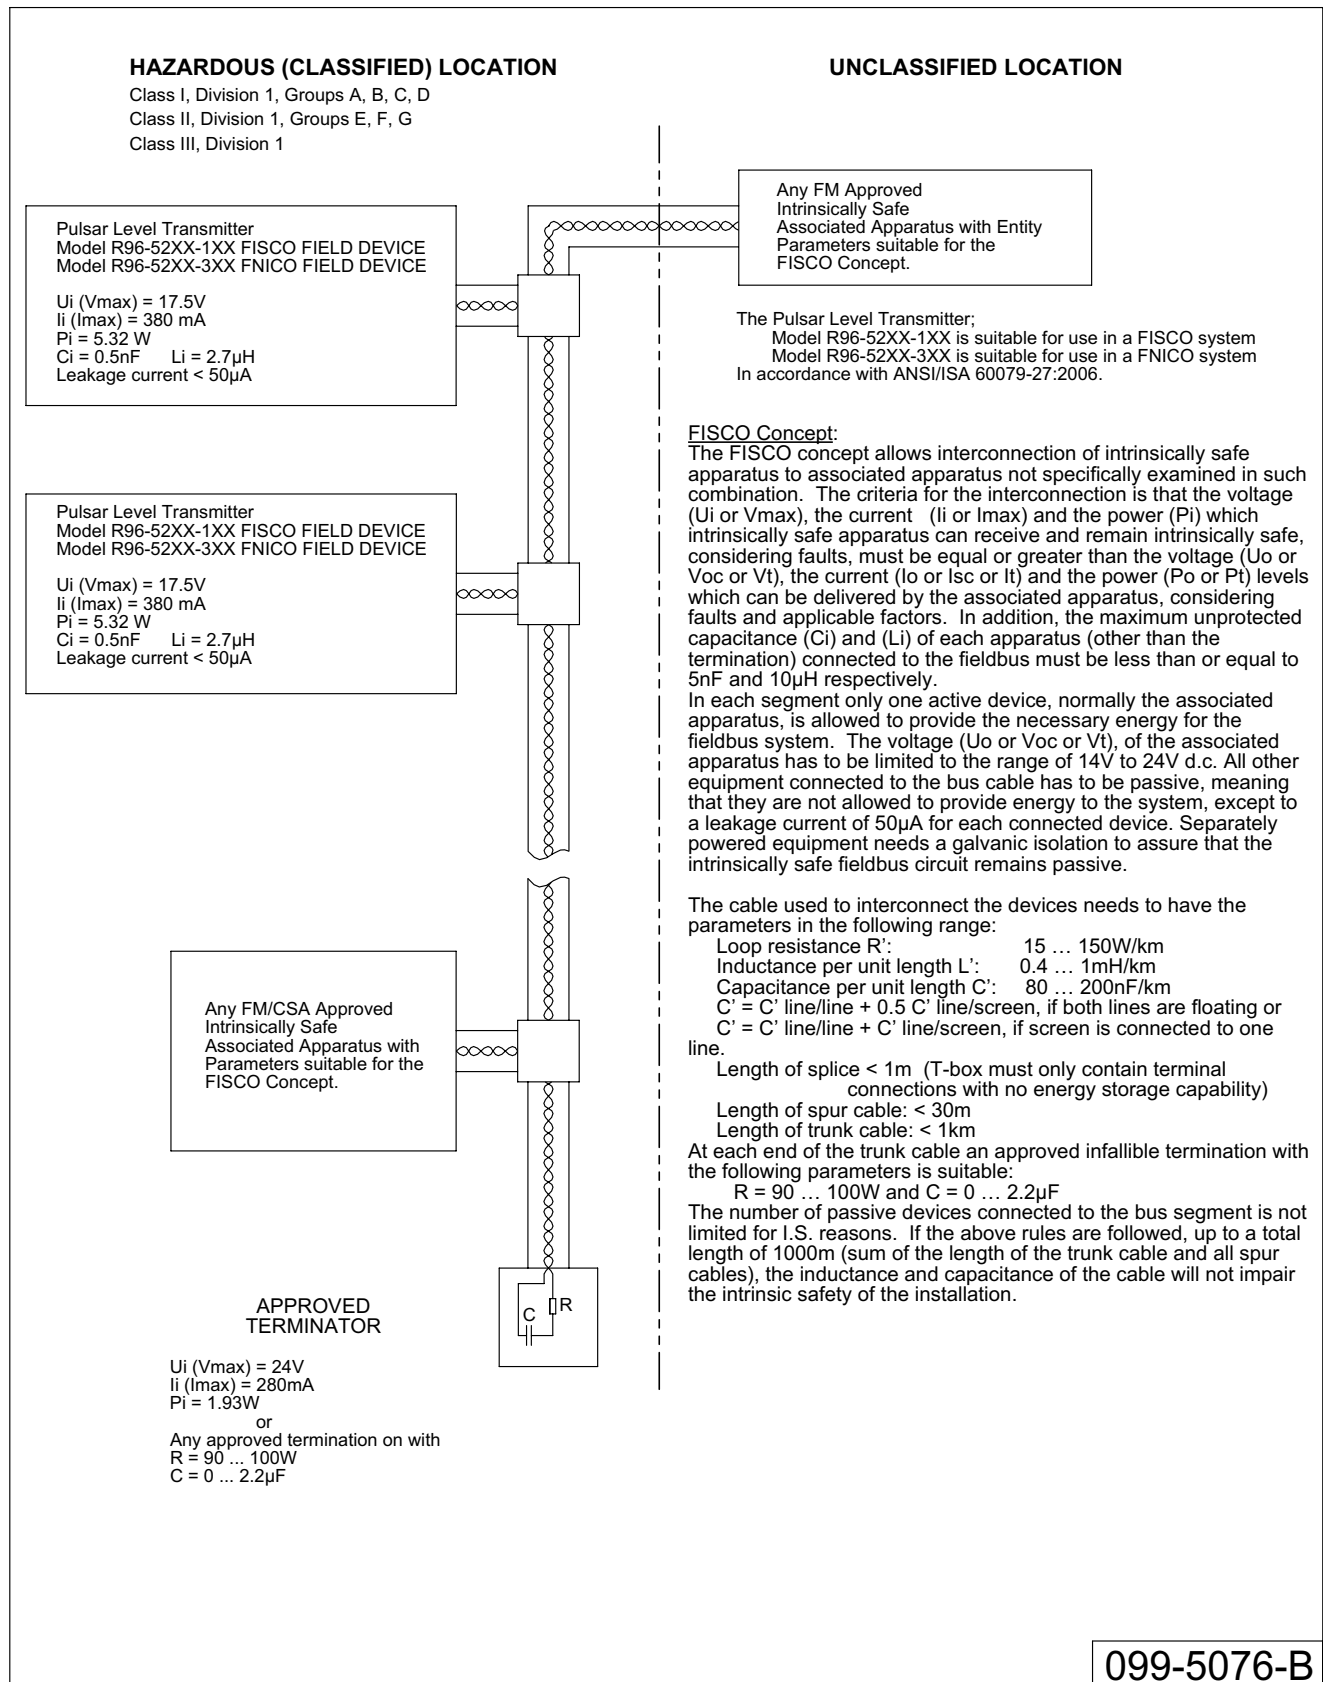 HAZARDOUS (CLASSIFIED) LOCATION
Class I, Division 1, Groups A, B, C, D
Class II, Division 1, Groups E, F, G
Class III, Division 1
UNCLASSIFIED LOCATION
Pulsar Level Transmitter
Model R96-52XX-1XX FISCO FIELD DEVICE
Model R96-52XX-3XX FNICO FIELD DEVICE
Ui (Vmax) = 17.5V
Ii (Imax) = 380 mA
Pi = 5.32 W
Ci = 0.5nF Li = 2.7µH
Leakage current < 50µA
Any FM Approved
Intrinsically Safe
Associated Apparatus with Entity
Parameters suitable for the
FISCO Concept.
The Pulsar Level Transmitter;
Model R96-52XX-1XX is suitable for use in a FISCO system
Model R96-52XX-3XX is suitable for use in a FNICO system
In accordance with ANSI/ISA 60079-27:2006.
Pulsar Level Transmitter
Model R96-52XX-1XX FISCO FIELD DEVICE
Model R96-52XX-3XX FNICO FIELD DEVICE
Ui (Vmax) = 17.5V
Ii (Imax) = 380 mA
Pi = 5.32 W
Ci = 0.5nF Li = 2.7µH
Leakage current < 50µA
FISCO Concept:
The FISCO concept allows interconnection of intrinsically safe
apparatus to associated apparatus not specifically examined in such
combination. The criteria for the interconnection is that the voltage
(Ui or Vmax), the current (Ii or Imax) and the power (Pi) which
intrinsically safe apparatus can receive and remain intrinsically safe,
considering faults, must be equal or greater than the voltage (Uo or
Voc or Vt), the current (Io or Isc or It) and the power (Po or Pt) levels
which can be delivered by the associated apparatus, considering
faults and applicable factors. In addition, the maximum unprotected
capacitance (Ci) and (Li) of each apparatus (other than the
termination) connected to the fieldbus must be less than or equal to
5nF and 10µH respectively.
In each segment only one active device, normally the associated
apparatus, is allowed to provide the necessary energy for the
fieldbus system. The voltage (Uo or Voc or Vt), of the associated
apparatus has to be limited to the range of 14V to 24V d.c. All other
equipment connected to the bus cable has to be passive, meaning
that they are not allowed to provide energy to the system, except to
a leakage current of 50µA for each connected device. Separately
powered equipment needs a galvanic isolation to assure that the
intrinsically safe fieldbus circuit remains passive.
The cable used to interconnect the devices needs to have the
parameters in the following range:
Loop resistance R’: 15 … 150W/km
Inductance per unit length L’: 0.4 … 1mH/km
Capacitance per unit length C’: 80 … 200nF/km
C’ = C’ line/line + 0.5 C’ line/screen, if both lines are floating or
C’ = C’ line/line + C’ line/screen, if screen is connected to one
line.
Length of splice < 1m (T-box must only contain terminal
connections with no energy storage capability)
Length of spur cable: < 30m
Length of trunk cable: < 1km
At each end of the trunk cable an approved infallible termination with
the following parameters is suitable:
R = 90 … 100W and C = 0 … 2.2µF
The number of passive devices connected to the bus segment is not
limited for I.S. reasons. If the above rules are followed, up to a total
length of 1000m (sum of the length of the trunk cable and all spur
cables), the inductance and capacitance of the cable will not impair
the intrinsic safety of the installation.
Any FM/CSA Approved
Intrinsically Safe
Associated Apparatus with
Parameters suitable for the
FISCO Concept.
C R
APPROVED
TERMINATOR
Ui (Vmax) = 24V
Ii (Imax) = 280mA
Pi = 1.93W
or
Any approved termination on with
R = 90 ... 100W
C = 0 ... 2.2µF
099-5076-B